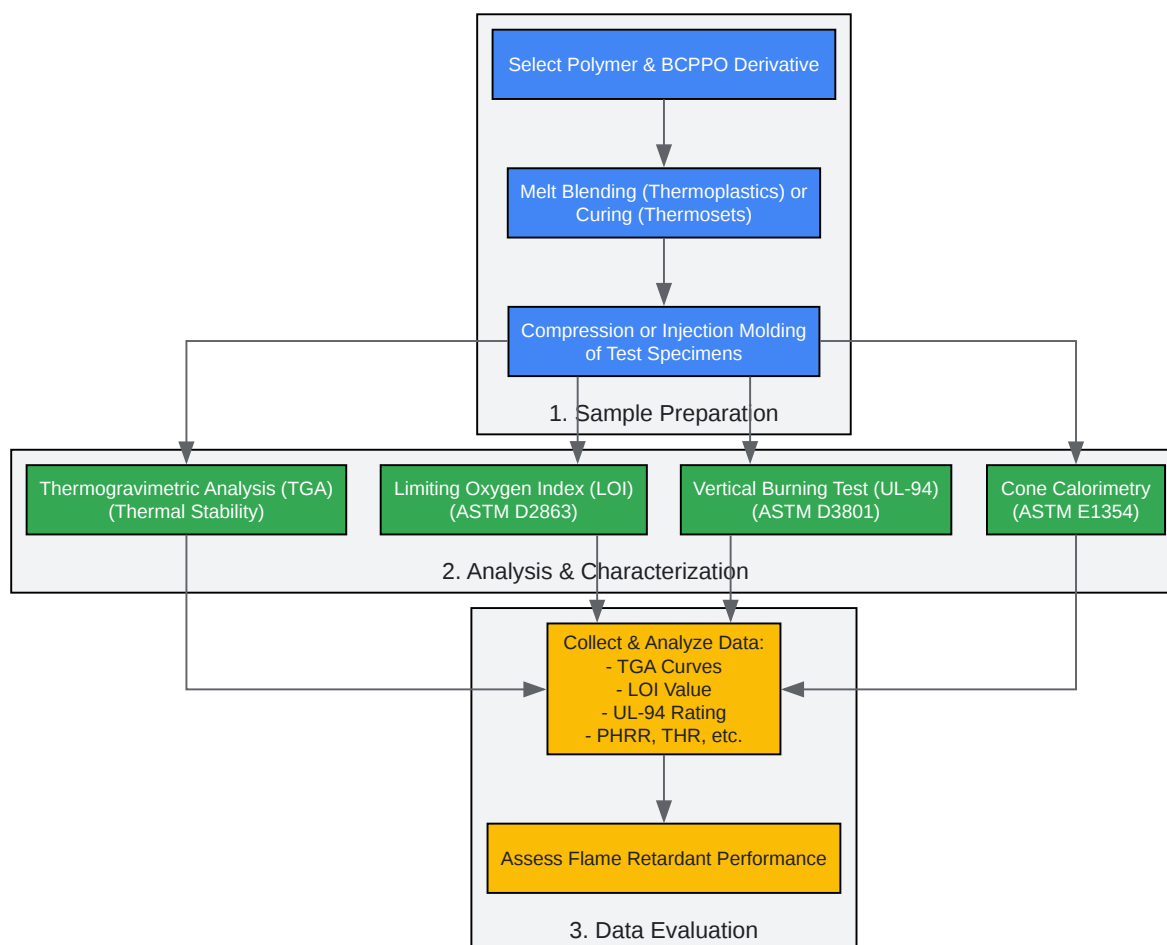 Select Polymer & BCPPO Derivative
Melt Blending (Thermoplastics) or
Curing (Thermosets)
Compression or Injection Molding
of Test Specimens
1. Sample Preparation
Thermogravimetric Analysis (TGA)
(Thermal Stability)
Limiting Oxygen Index (LOI)
(ASTM D2863)
Vertical Burning Test (UL-94)
(ASTM D3801)
Cone Calorimetry
(ASTM E1354)
2. Analysis & Characterization
Collect & Analyze Data:
- TGA Curves
- LOI Value
- UL-94 Rating
- PHRR, THR, etc.
Assess Flame Retardant Performance
3. Data Evaluation